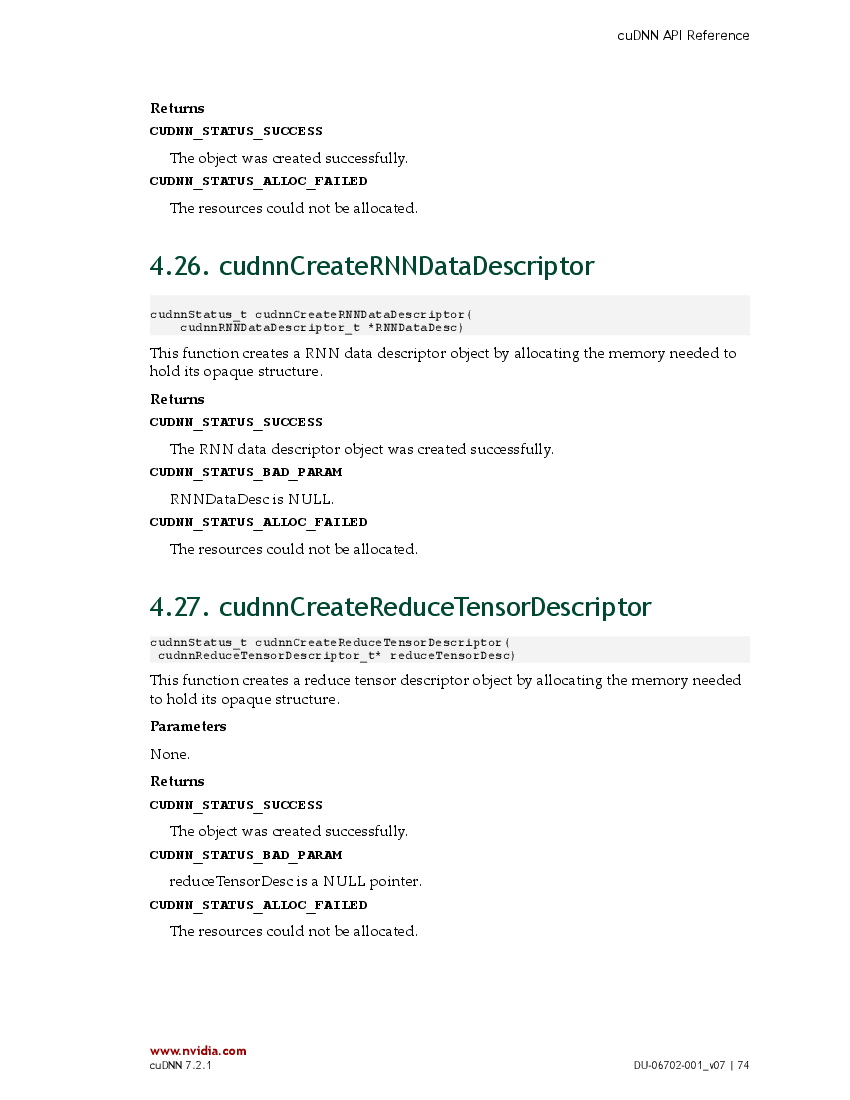 cuDNN API Reference
Returns
CUDNN_STATUS_SUCCESS
The object was created successfully.
CUDNN_STATUS_ALLOC_FAILED
The resources could not be allocated.
4.26. cudnnCreateRNNDataDescriptor
cudnnStatus_t cudnnCreateRNNDataDescriptor(
    cudnnRNNDataDescriptor_t *RNNDataDesc)
This function creates a RNN data descriptor object by allocating the memory needed to
hold its opaque structure.
Returns
CUDNN_STATUS_SUCCESS
The RNN data descriptor object was created successfully.
CUDNN_STATUS_BAD_PARAM
RNNDataDesc is NULL.
CUDNN_STATUS_ALLOC_FAILED
The resources could not be allocated.
4.27. cudnnCreateReduceTensorDescriptor
cudnnStatus_t cudnnCreateReduceTensorDescriptor(
 cudnnReduceTensorDescriptor_t* reduceTensorDesc)
This function creates a reduce tensor descriptor object by allocating the memory needed
to hold its opaque structure.
Parameters
None.
Returns
CUDNN_STATUS_SUCCESS
The object was created successfully.
CUDNN_STATUS_BAD_PARAM
reduceTensorDesc is a NULL pointer.
CUDNN_STATUS_ALLOC_FAILED
The resources could not be allocated.
www.nvidia.com
cuDNN 7.2.1
DU-06702-001_v07 | 74